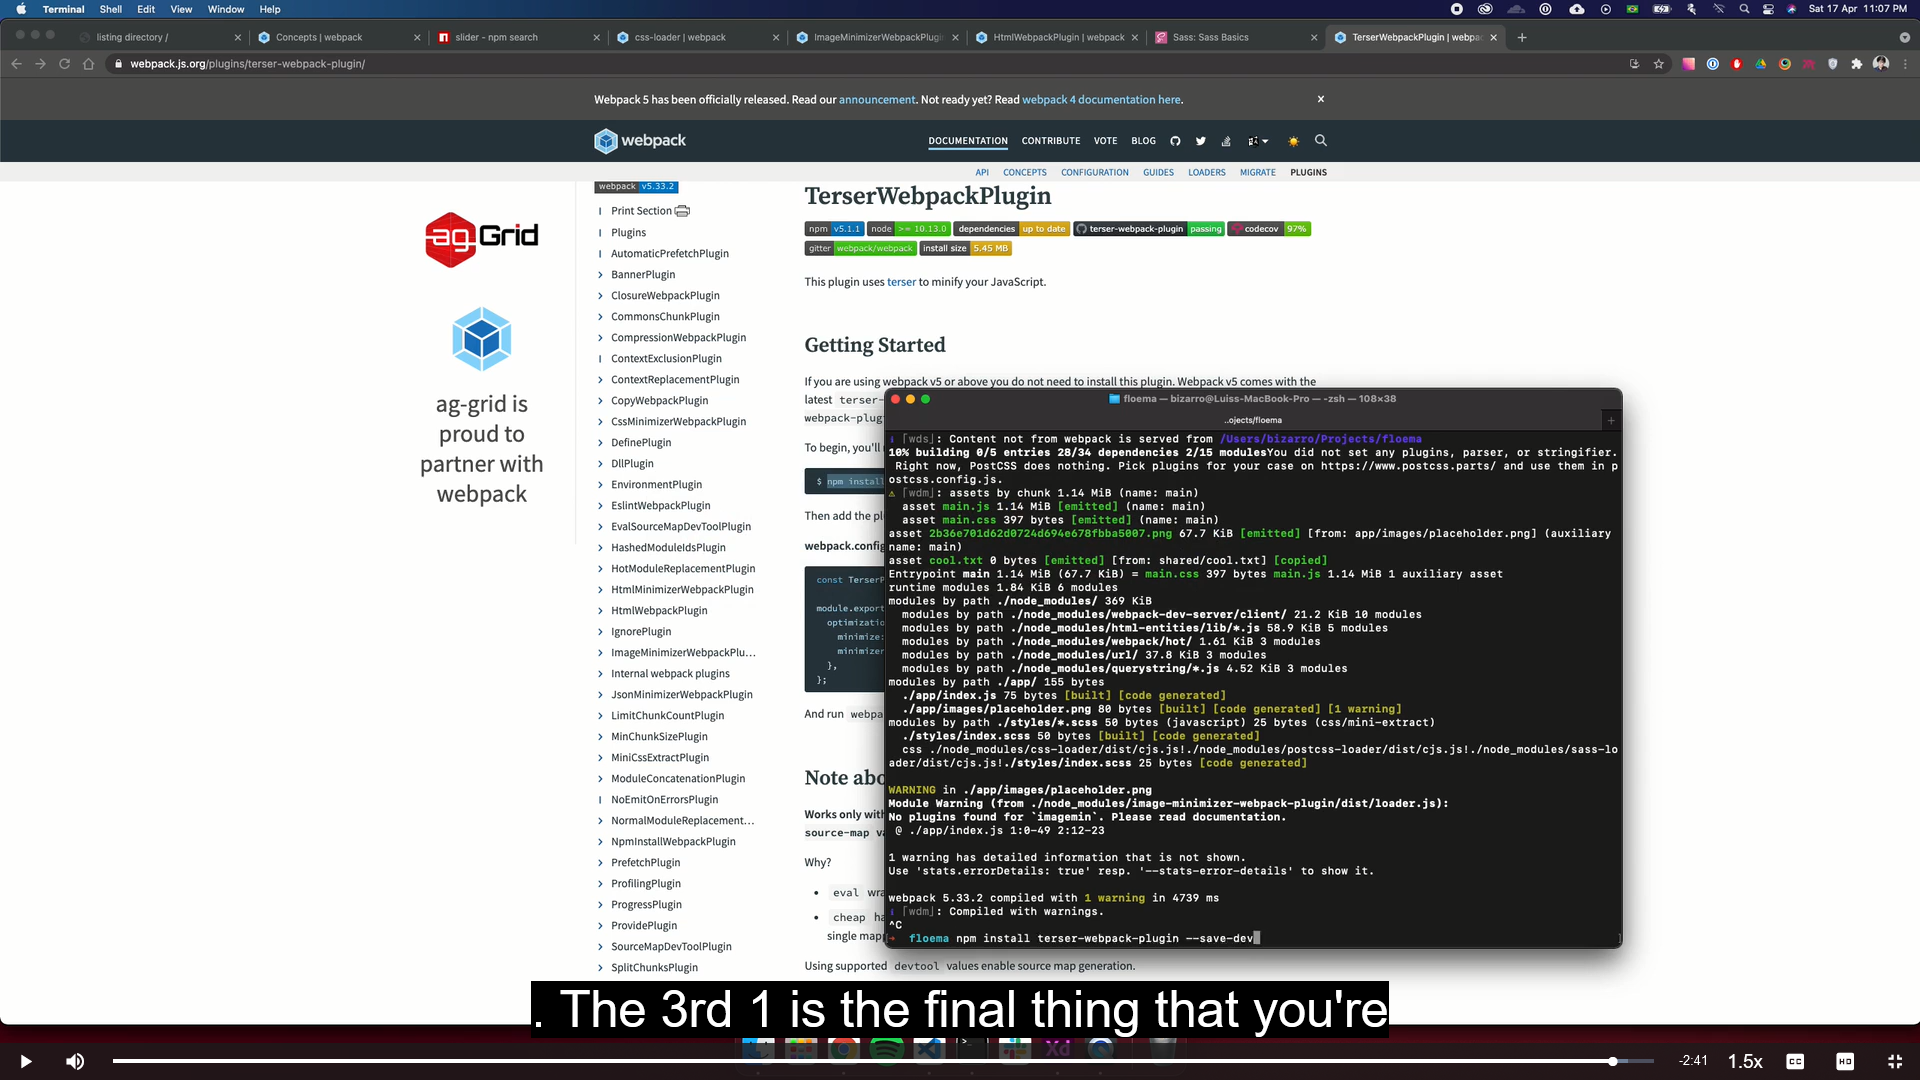 Terminal Shell Edit View Window Help Sat 17 Apr 11:07 PM
listing directory / Concepts | webpack slider - npm search css-loader | webpack ImageMinimizerWebpackPlugin HtmlWebpackPlugin | webpack Sass: Sass Basics TerserWebpackPlugin | webpac
webpack.js.org/plugins/terser-webpack-plugin/
Webpack 5 has been officially released. Read our announcement. Not ready yet? Read webpack 4 documentation here.
webpack DOCUMENTATION CONTRIBUTE VOTE BLOG
API CONCEPTS CONFIGURATION GUIDES LOADERS MIGRATE PLUGINS
ag-Grid
ag-grid is
proud to
partner with
webpack
webpack v5.33.2
Print Section
Plugins
AutomaticPrefetchPlugin
BannerPlugin
ClosureWebpackPlugin
CommonsChunkPlugin
CompressionWebpackPlugin
ContextExclusionPlugin
ContextReplacementPlugin
CopyWebpackPlugin
CssMinimizerWebpackPlugin
DefinePlugin
DllPlugin
EnvironmentPlugin
EslintWebpackPlugin
EvalSourceMapDevToolPlugin
HashedModuleIdsPlugin
HotModuleReplacementPlugin
HtmlMinimizerWebpackPlugin
HtmlWebpackPlugin
IgnorePlugin
ImageMinimizerWebpackPlu...
Internal webpack plugins
JsonMinimizerWebpackPlugin
LimitChunkCountPlugin
MinChunkSizePlugin
MiniCssExtractPlugin
ModuleConcatenationPlugin
NoEmitOnErrorsPlugin
NormalModuleReplacement...
NpmInstallWebpackPlugin
PrefetchPlugin
ProfilingPlugin
ProgressPlugin
ProvidePlugin
SourceMapDevToolPlugin
SplitChunksPlugin
TerserWebpackPlugin
npm v5.1.1 node >= 10.13.0 dependencies up to date terser-webpack-plugin passing codecov 97%
gitter webpack/webpack install size 5.45 MB
This plugin uses terser to minify your JavaScript.
Getting Started
If you are using webpack v5 or above you do not need to install this plugin. Webpack v5 comes with the
latest terser-
webpack-plug
To begin, you'll
$ npm install
Then add the pl
webpack.config
const TerserP
module.export
optimizatio
minimize:
minimizer
},
};
And run webpa
Note abo
Works only with
source-map va
Why?
eval wra
cheap ha
single map
Using supported devtool values enable source map generation.
floema — bizarro@Luiss-MacBook-Pro — -zsh — 108×38
..ojects/floema
i ｢wds｣: Content not from webpack is served from /Users/bizarro/Projects/floema
10% building 0/5 entries 28/34 dependencies 2/15 modulesYou did not set any plugins, parser, or stringifier.
Right now, PostCSS does nothing. Pick plugins for your case on https://www.postcss.parts/ and use them in p
ostcss.config.js.
⚠ ｢wdm｣: assets by chunk 1.14 MiB (name: main)
asset main.js 1.14 MiB [emitted] (name: main)
asset main.css 397 bytes [emitted] (name: main)
asset 2b36e701d62d0724d694e678fbba5007.png 67.7 KiB [emitted] [from: app/images/placeholder.png] (auxiliary
name: main)
asset cool.txt 0 bytes [emitted] [from: shared/cool.txt] [copied]
Entrypoint main 1.14 MiB (67.7 KiB) = main.css 397 bytes main.js 1.14 MiB 1 auxiliary asset
runtime modules 1.84 KiB 6 modules
modules by path ./node_modules/ 369 KiB
modules by path ./node_modules/webpack-dev-server/client/ 21.2 KiB 10 modules
modules by path ./node_modules/html-entities/lib/*.js 58.9 KiB 5 modules
modules by path ./node_modules/webpack/hot/ 1.61 KiB 3 modules
modules by path ./node_modules/url/ 37.8 KiB 3 modules
modules by path ./node_modules/querystring/*.js 4.52 KiB 3 modules
modules by path ./app/ 155 bytes
./app/index.js 75 bytes [built] [code generated]
./app/images/placeholder.png 80 bytes [built] [code generated] [1 warning]
modules by path ./styles/*.scss 50 bytes (javascript) 25 bytes (css/mini-extract)
./styles/index.scss 50 bytes [built] [code generated]
css ./node_modules/css-loader/dist/cjs.js!./node_modules/postcss-loader/dist/cjs.js!./node_modules/sass-lo
ader/dist/cjs.js!./styles/index.scss 25 bytes [code generated]
WARNING in ./app/images/placeholder.png
Module Warning (from ./node_modules/image-minimizer-webpack-plugin/dist/loader.js):
No plugins found for `imagemin`. Please read documentation.
@ ./app/index.js 1:0-49 2:12-23
1 warning has detailed information that is not shown.
Use 'stats.errorDetails: true' resp. '--stats-error-details' to show it.
webpack 5.33.2 compiled with 1 warning in 4739 ms
i ｢wdm｣: Compiled with warnings.
^C
→ floema npm install terser-webpack-plugin --save-dev
. The 3rd 1 is the final thing that you're
Xd
-2:41 1.5x CC HD